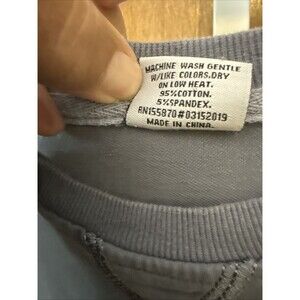 MACHINE WASH GENTLE
W/LIKE COLORS.DRY
ON LOW HEAT.
95%COTTON.
5%SPANDEX.
RN155870#03152019
MADE IN CHINA.